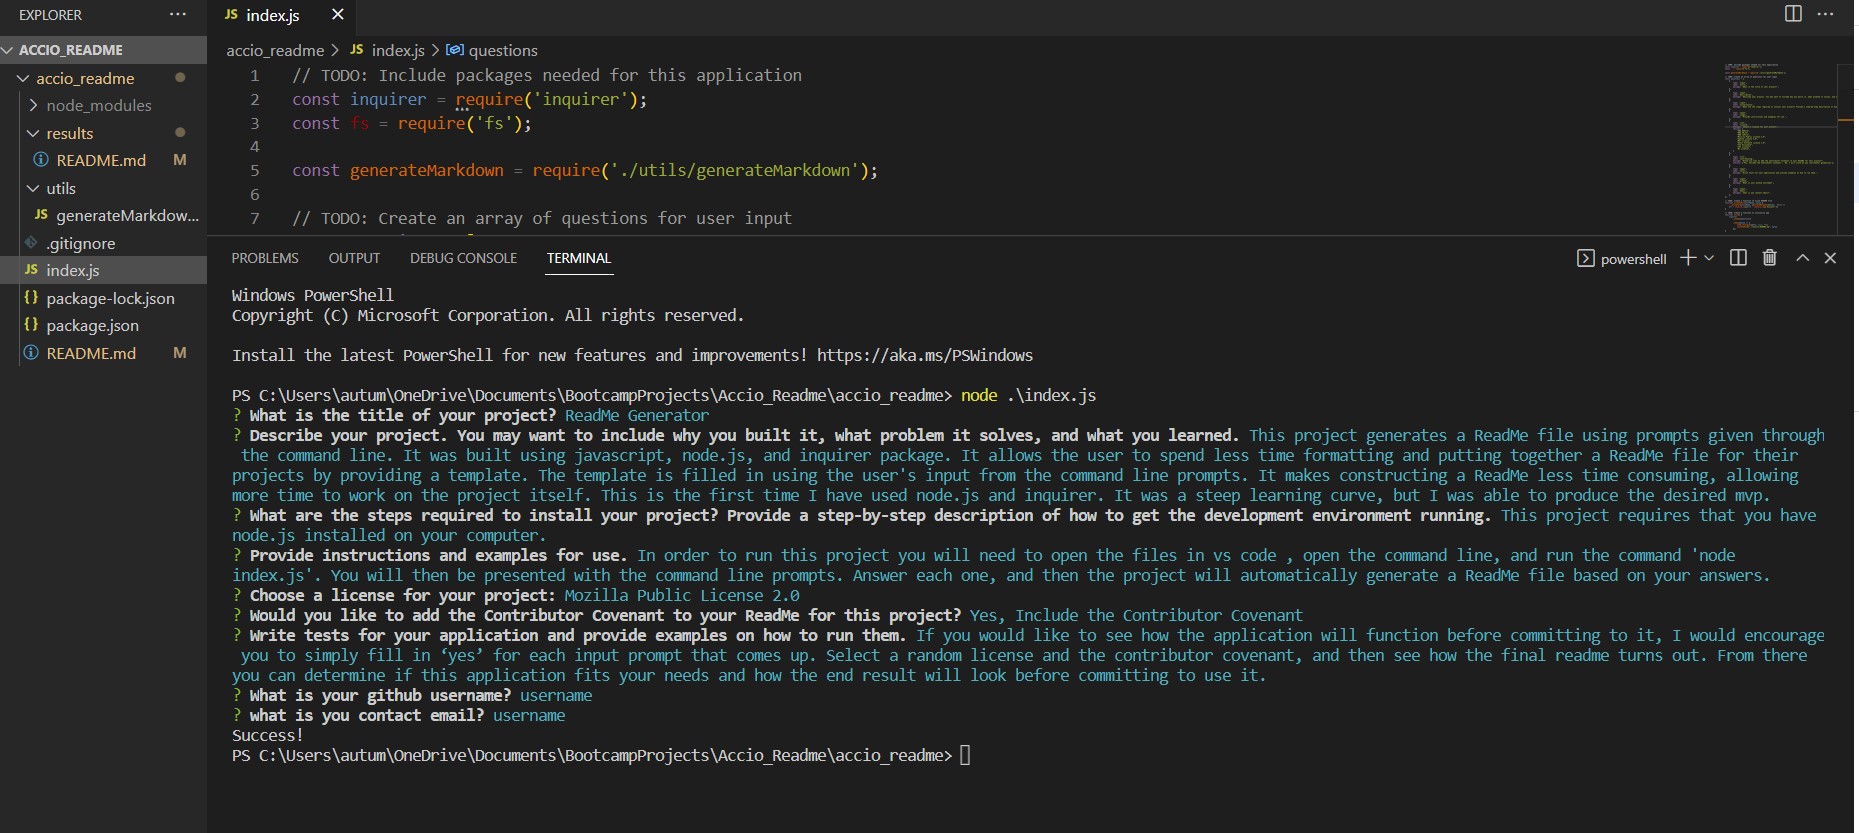 EXPLORER
ACCIO_README
accio_readme
node_modules
results
README.md M
utils
generateMarkdow...
.gitignore
index.js
package-lock.json
package.json
README.md M
JS index.js
accio_readme > JS index.js > questions
1 // TODO: Include packages needed for this application
2 const inquirer = require('inquirer');
3 const fs = require('fs');
4
5 const generateMarkdown = require('./utils/generateMarkdown');
6
7 // TODO: Create an array of questions for user input
PROBLEMS OUTPUT DEBUG CONSOLE TERMINAL
powershell
Windows PowerShell
Copyright (C) Microsoft Corporation. All rights reserved.
Install the latest PowerShell for new features and improvements! https://aka.ms/PSWindows
PS C:\Users\autum\OneDrive\Documents\BootcampProjects\Accio_Readme\accio_readme> node .\index.js
? What is the title of your project? ReadMe Generator
? Describe your project. You may want to include why you built it, what problem it solves, and what you learned. This project generates a ReadMe file using prompts given through
the command line. It was built using javascript, node.js, and inquirer package. It allows the user to spend less time formatting and putting together a ReadMe file for their
projects by providing a template. The template is filled in using the user's input from the command line prompts. It makes constructing a ReadMe less time consuming, allowing
more time to work on the project itself. This is the first time I have used node.js and inquirer. It was a steep learning curve, but I was able to produce the desired mvp.
? What are the steps required to install your project? Provide a step-by-step description of how to get the development environment running. This project requires that you have
node.js installed on your computer.
? Provide instructions and examples for use. In order to run this project you will need to open the files in vs code , open the command line, and run the command 'node
index.js'. You will then be presented with the command line prompts. Answer each one, and then the project will automatically generate a ReadMe file based on your answers.
? Choose a license for your project: Mozilla Public License 2.0
? Would you like to add the Contributor Covenant to your ReadMe for this project? Yes, Include the Contributor Covenant
? Write tests for your application and provide examples on how to run them. If you would like to see how the application will function before committing to it, I would encourage
you to simply fill in ‘yes’ for each input prompt that comes up. Select a random license and the contributor covenant, and then see how the final readme turns out. From there
you can determine if this application fits your needs and how the end result will look before committing to use it.
? What is your github username? username
? what is you contact email? username
Success!
PS C:\Users\autum\OneDrive\Documents\BootcampProjects\Accio_Readme\accio_readme>